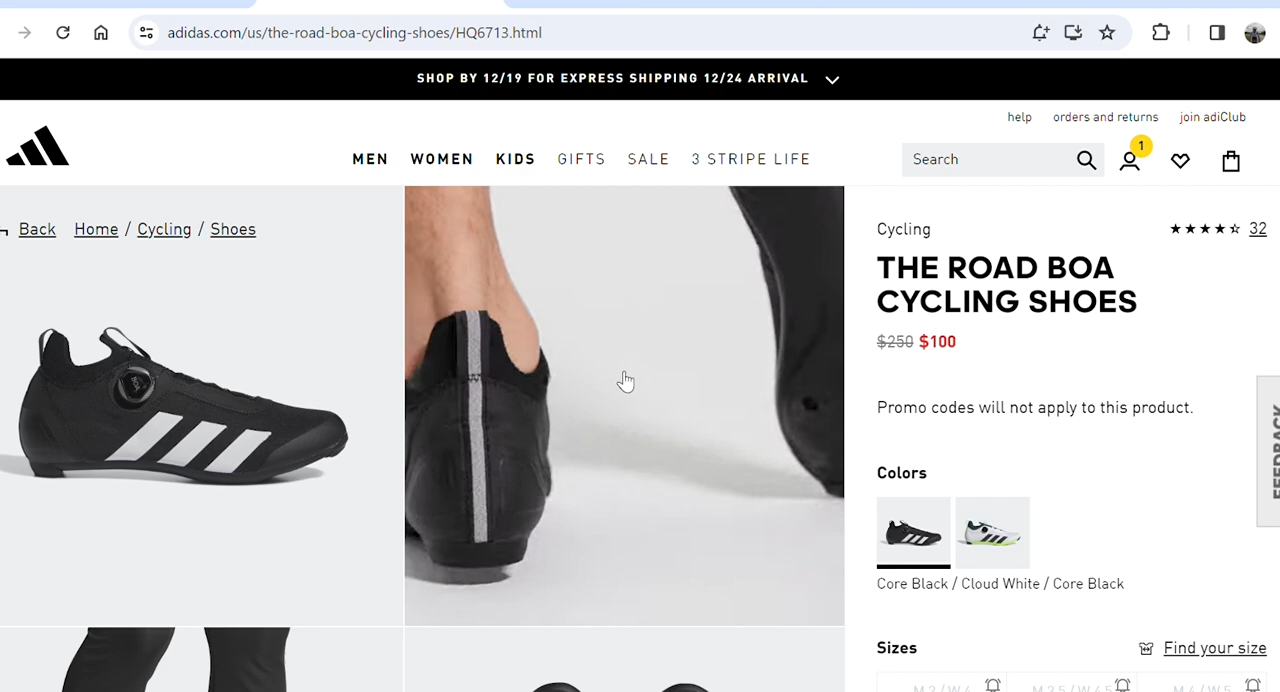 adidas.com/us/the-road-boa-cycling-shoes/HQ6713.html
SHOP BY 12/19 FOR EXPRESS SHIPPING 12/24 ARRIVAL
help orders and returns join adiClub
MEN WOMEN KIDS GIFTS SALE 3 STRIPE LIFE
Search
1
Back Home / Cycling / Shoes
Cycling
32
THE ROAD BOA
CYCLING SHOES
$250 $100
Promo codes will not apply to this product.
FEEDBACK
Colors
Core Black / Cloud White / Core Black
Sizes
Find your size